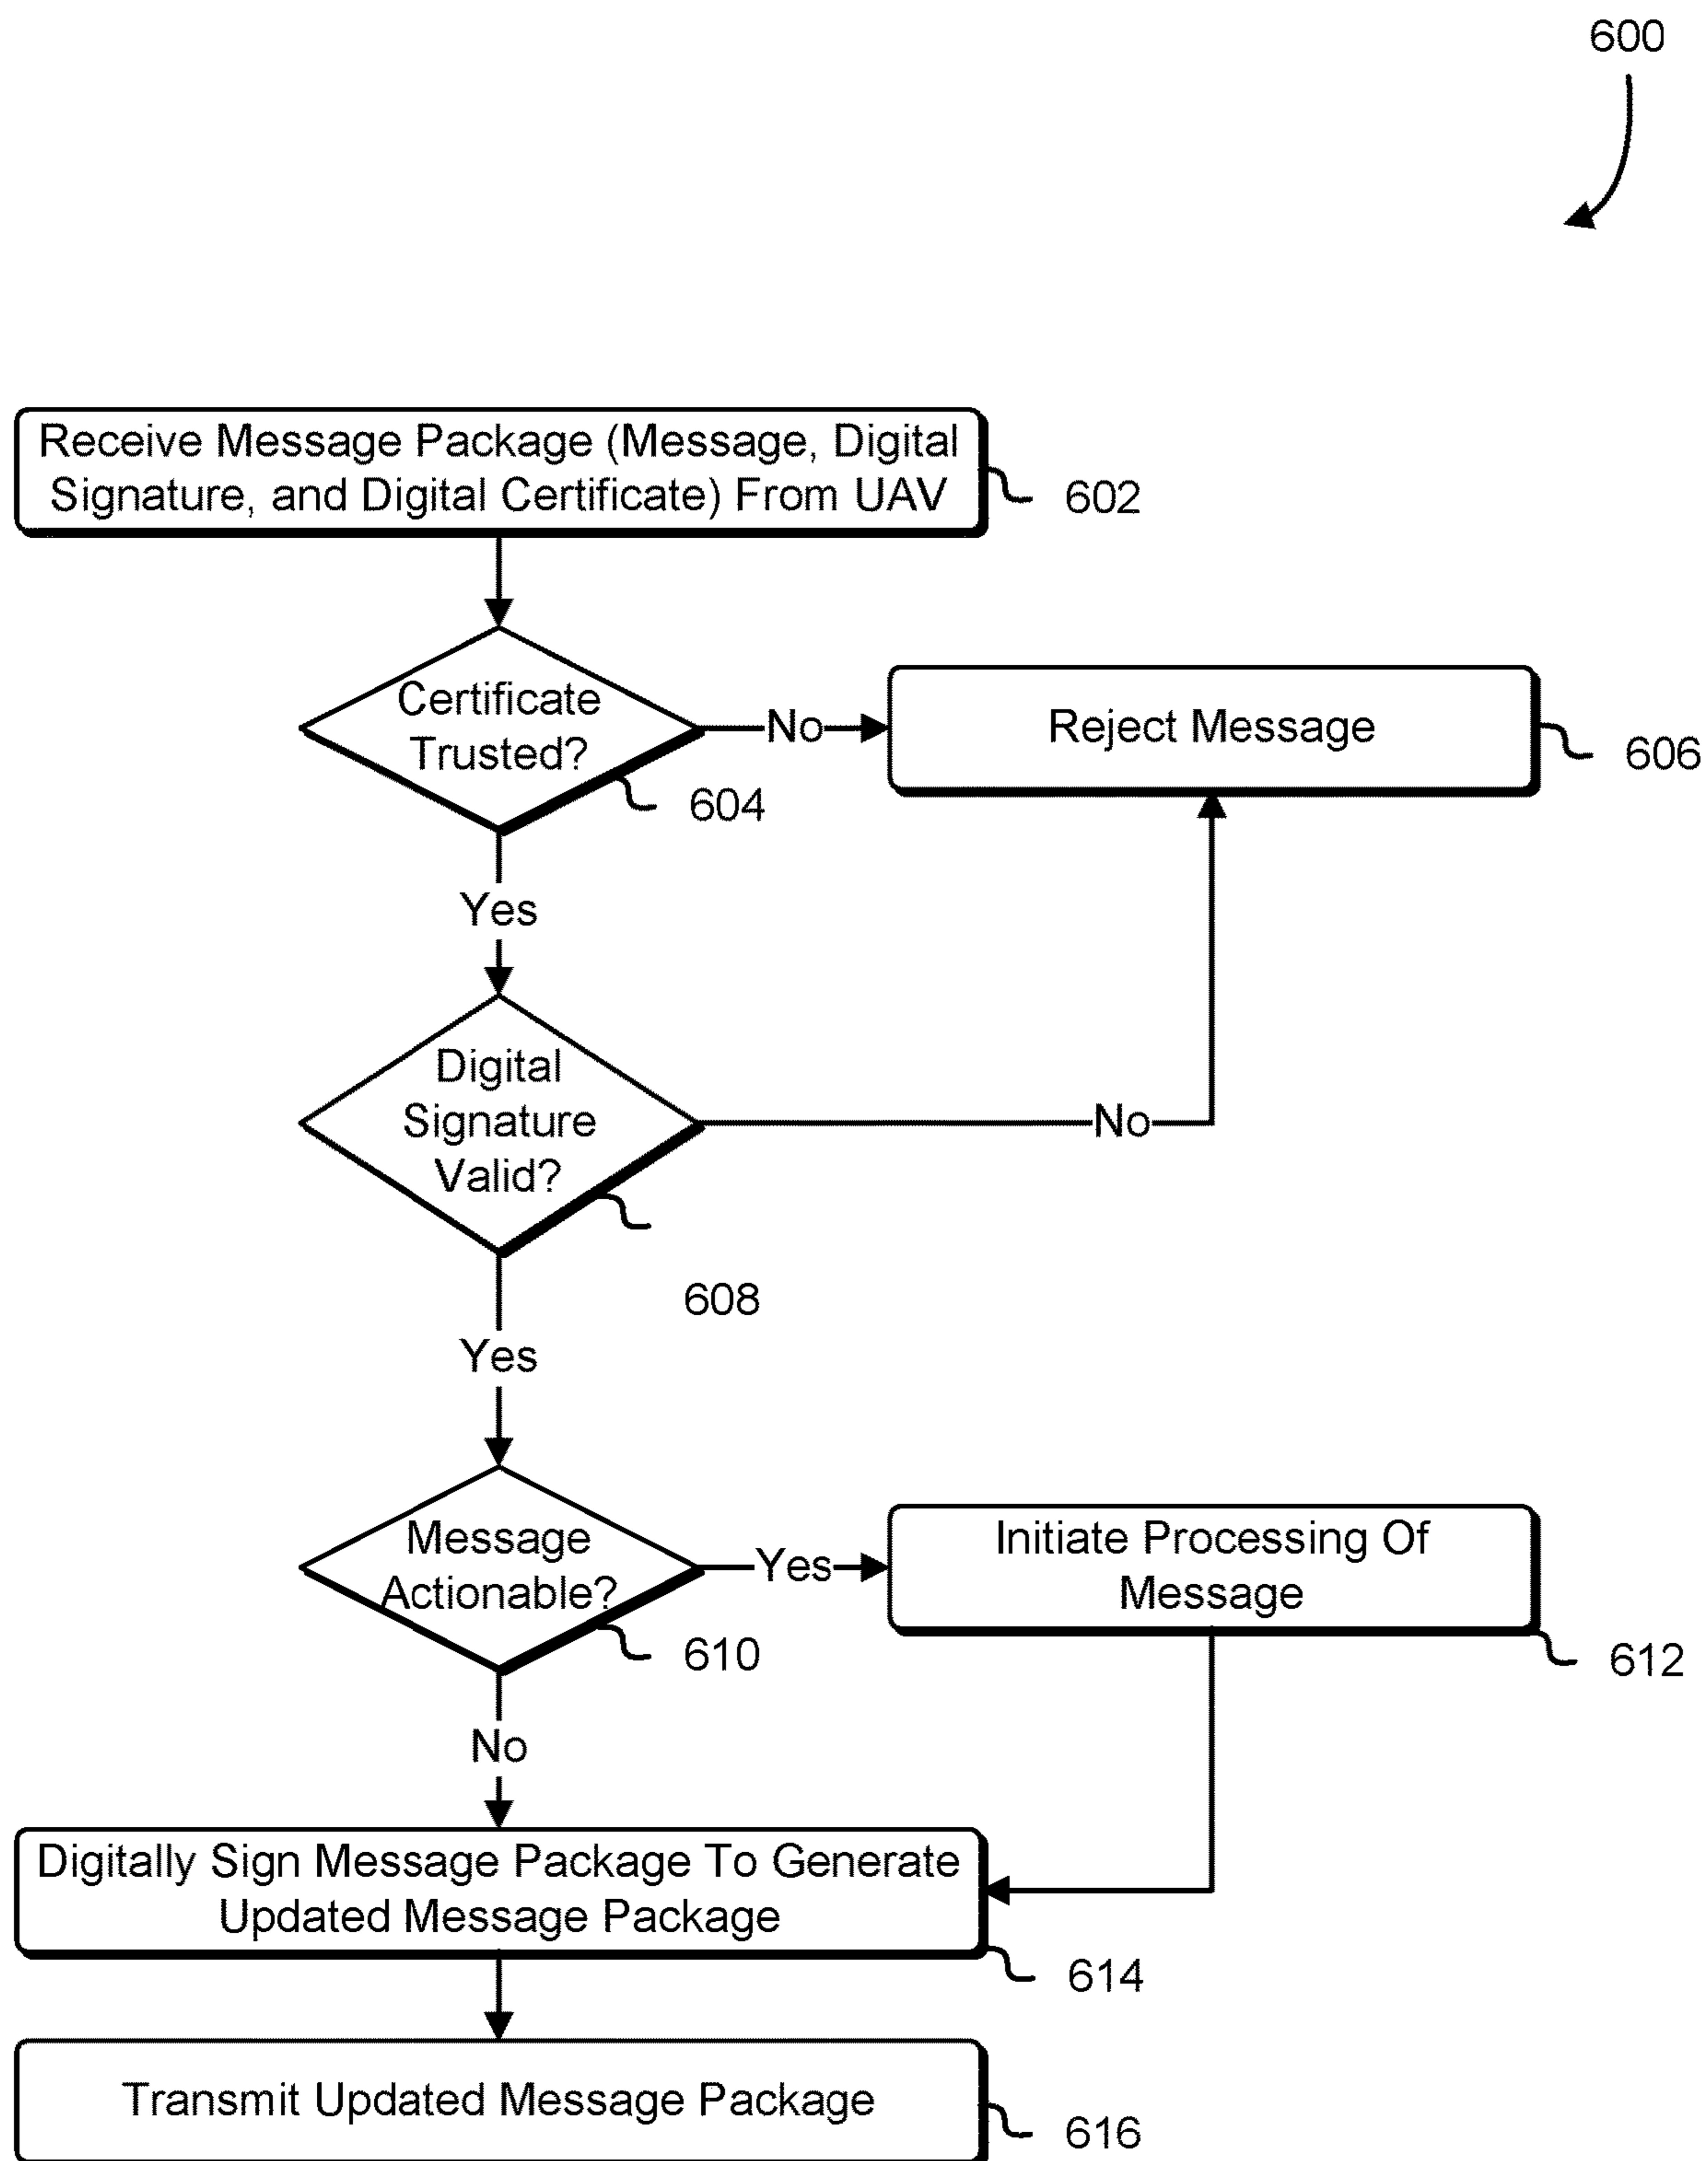 600
Receive Message Package (Message, Digital
Signature, and Digital Certificate) From UAV
602
Certificate
Trusted?
604
No
Reject Message
606
Yes
Digital
Signature
Valid?
608
No
Yes
Message
Actionable?
610
Yes
Initiate Processing Of
Message
612
No
Digitally Sign Message Package To Generate
Updated Message Package
614
Transmit Updated Message Package
616